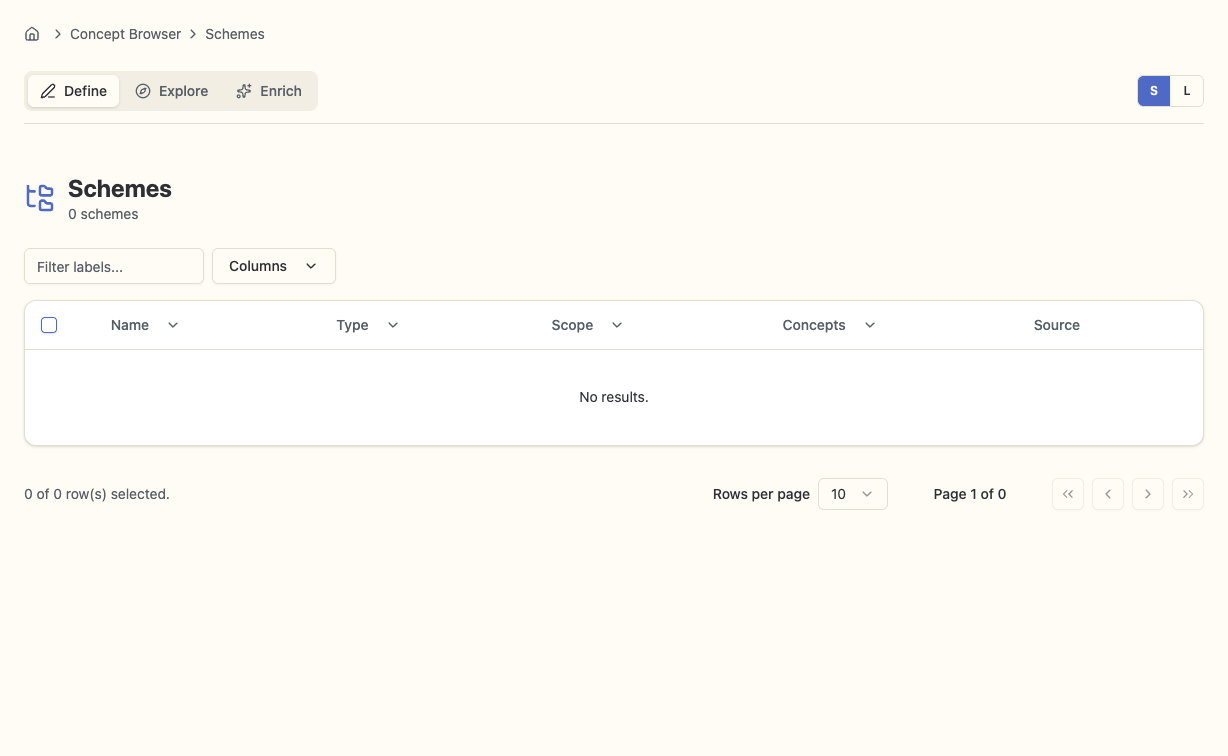 Concept Browser Schemes
Define Explore Enrich S L
Schemes
0 schemes
Filter labels... Columns
Name Type Scope Concepts Source
No results.
0 of 0 row(s) selected. Rows per page 10 Page 1 of 0